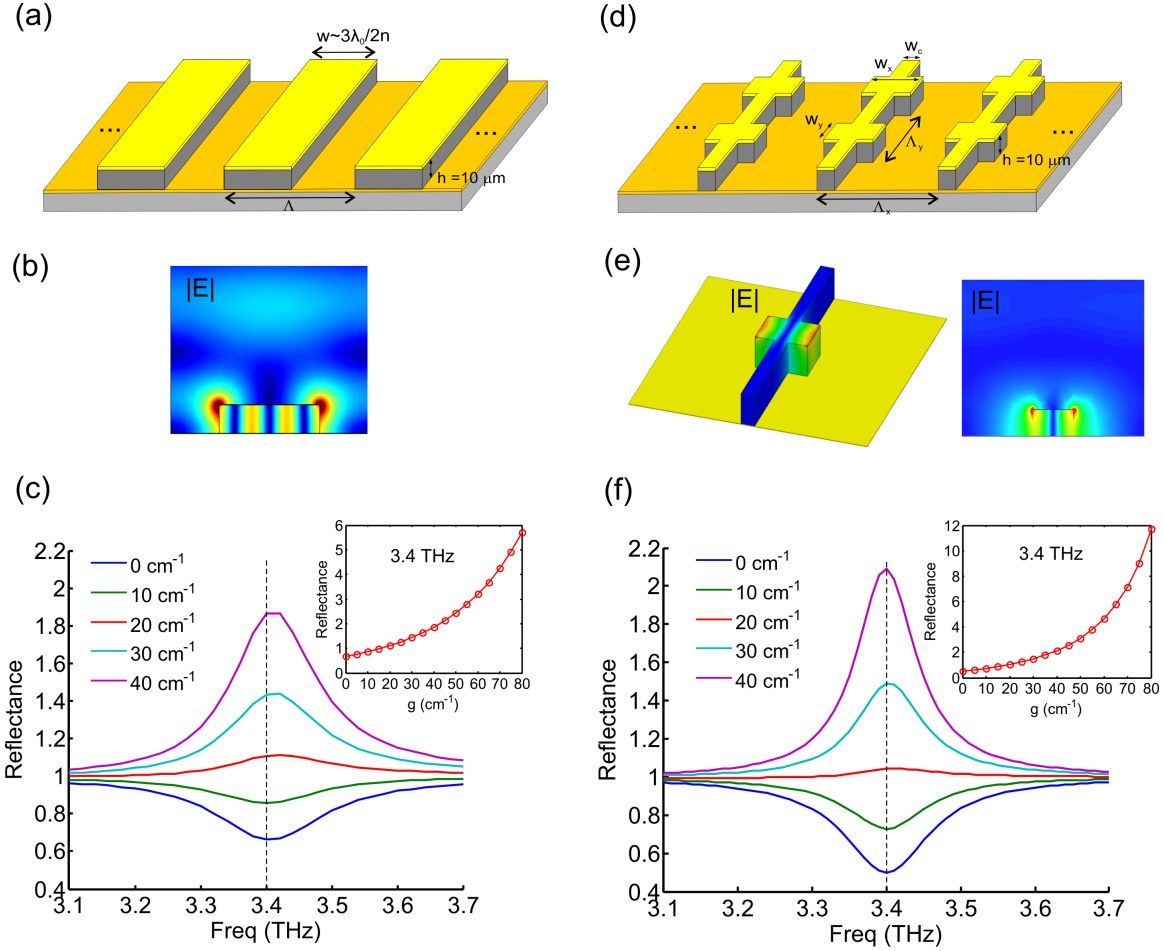 (a)
w~3λ₀/2n
...
...
h =10 μm
Λ
(b)
|E|
(c)
Reflectance
2.2
2
1.8
1.6
1.4
1.2
1
0.8
0.6
0.4
3.1
3.2
3.3
3.4
3.5
3.6
3.7
Freq (THz)
0 cm⁻¹
10 cm⁻¹
20 cm⁻¹
30 cm⁻¹
40 cm⁻¹
3.4 THz
Reflectance
6
5
4
3
2
1
0
0
10
20
30
40
50
60
70
80
g (cm⁻¹)
(d)
w_c
w_x
w_y
Λ_y
...
...
h =10 μm
Λ_x
(e)
|E|
|E|
(f)
Reflectance
2.2
2
1.8
1.6
1.4
1.2
1
0.8
0.6
0.4
3.1
3.2
3.3
3.4
3.5
3.6
3.7
Freq (THz)
0 cm⁻¹
10 cm⁻¹
20 cm⁻¹
30 cm⁻¹
40 cm⁻¹
3.4 THz
Reflectance
12
10
8
6
4
2
0
0
10
20
30
40
50
60
70
80
g (cm⁻¹)